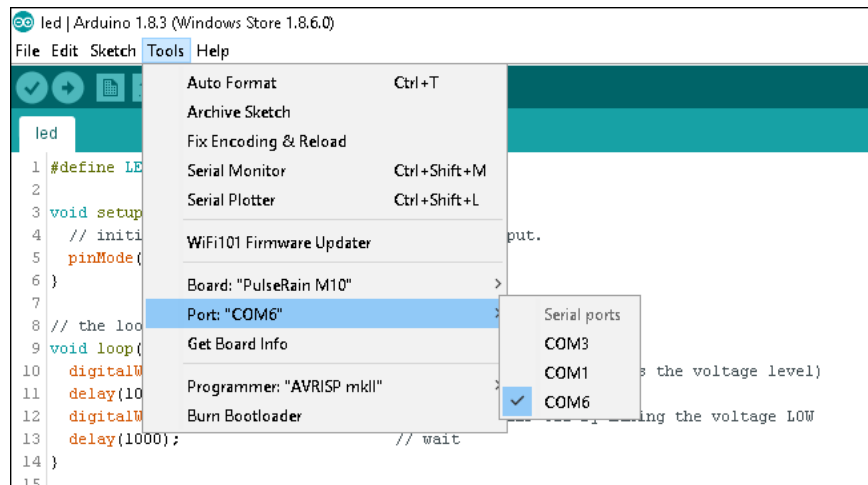 led | Arduino 1.8.3 (Windows Store 1.8.6.0)
File Edit Sketch Tools Help
led
Auto Format Ctrl+T
Archive Sketch
Fix Encoding & Reload
Serial Monitor Ctrl+Shift+M
Serial Plotter Ctrl+Shift+L
WiFi101 Firmware Updater
Board: "PulseRain M10"
Port: "COM6"
Get Board Info
Programmer: "AVRISP mkII"
Burn Bootloader
Serial ports
COM3
COM1
COM6
1 #define LE
2
3 void setup
4 // initi put.
5 pinMode(
6 }
7
8 // the loo
9 void loop(
10 digitalW s the voltage level)
11 delay(10
12 digitalW the voltage LOW
13 delay(1000); // wait
14 }
15